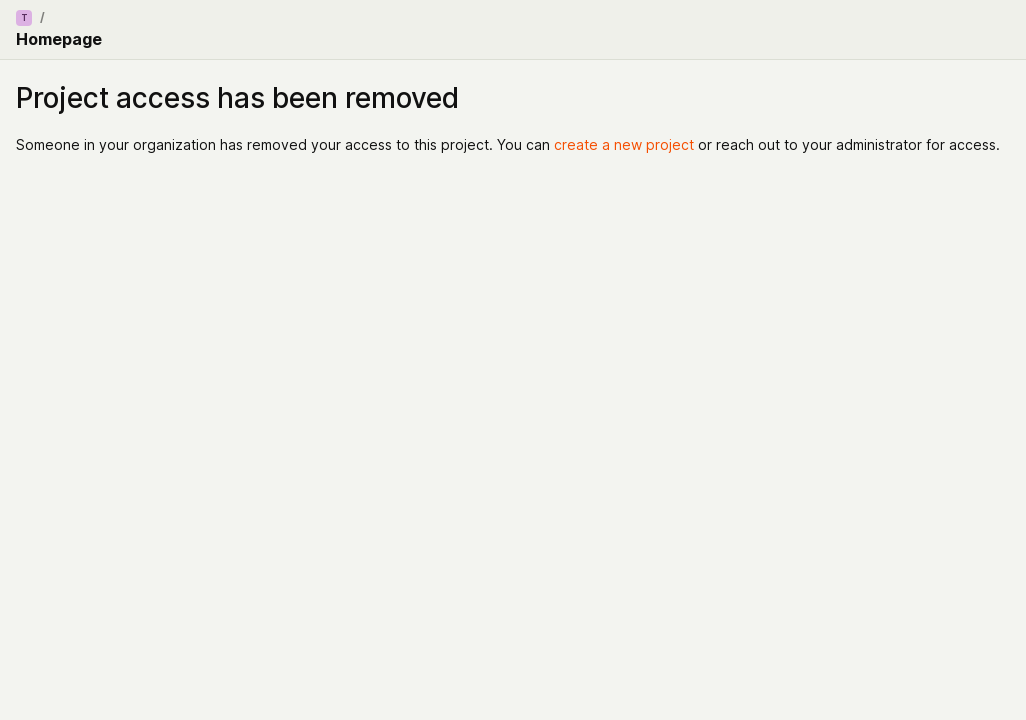 T /
Homepage
Project access has been removed
Someone in your organization has removed your access to this project. You can create a new project or reach out to your administrator for access.